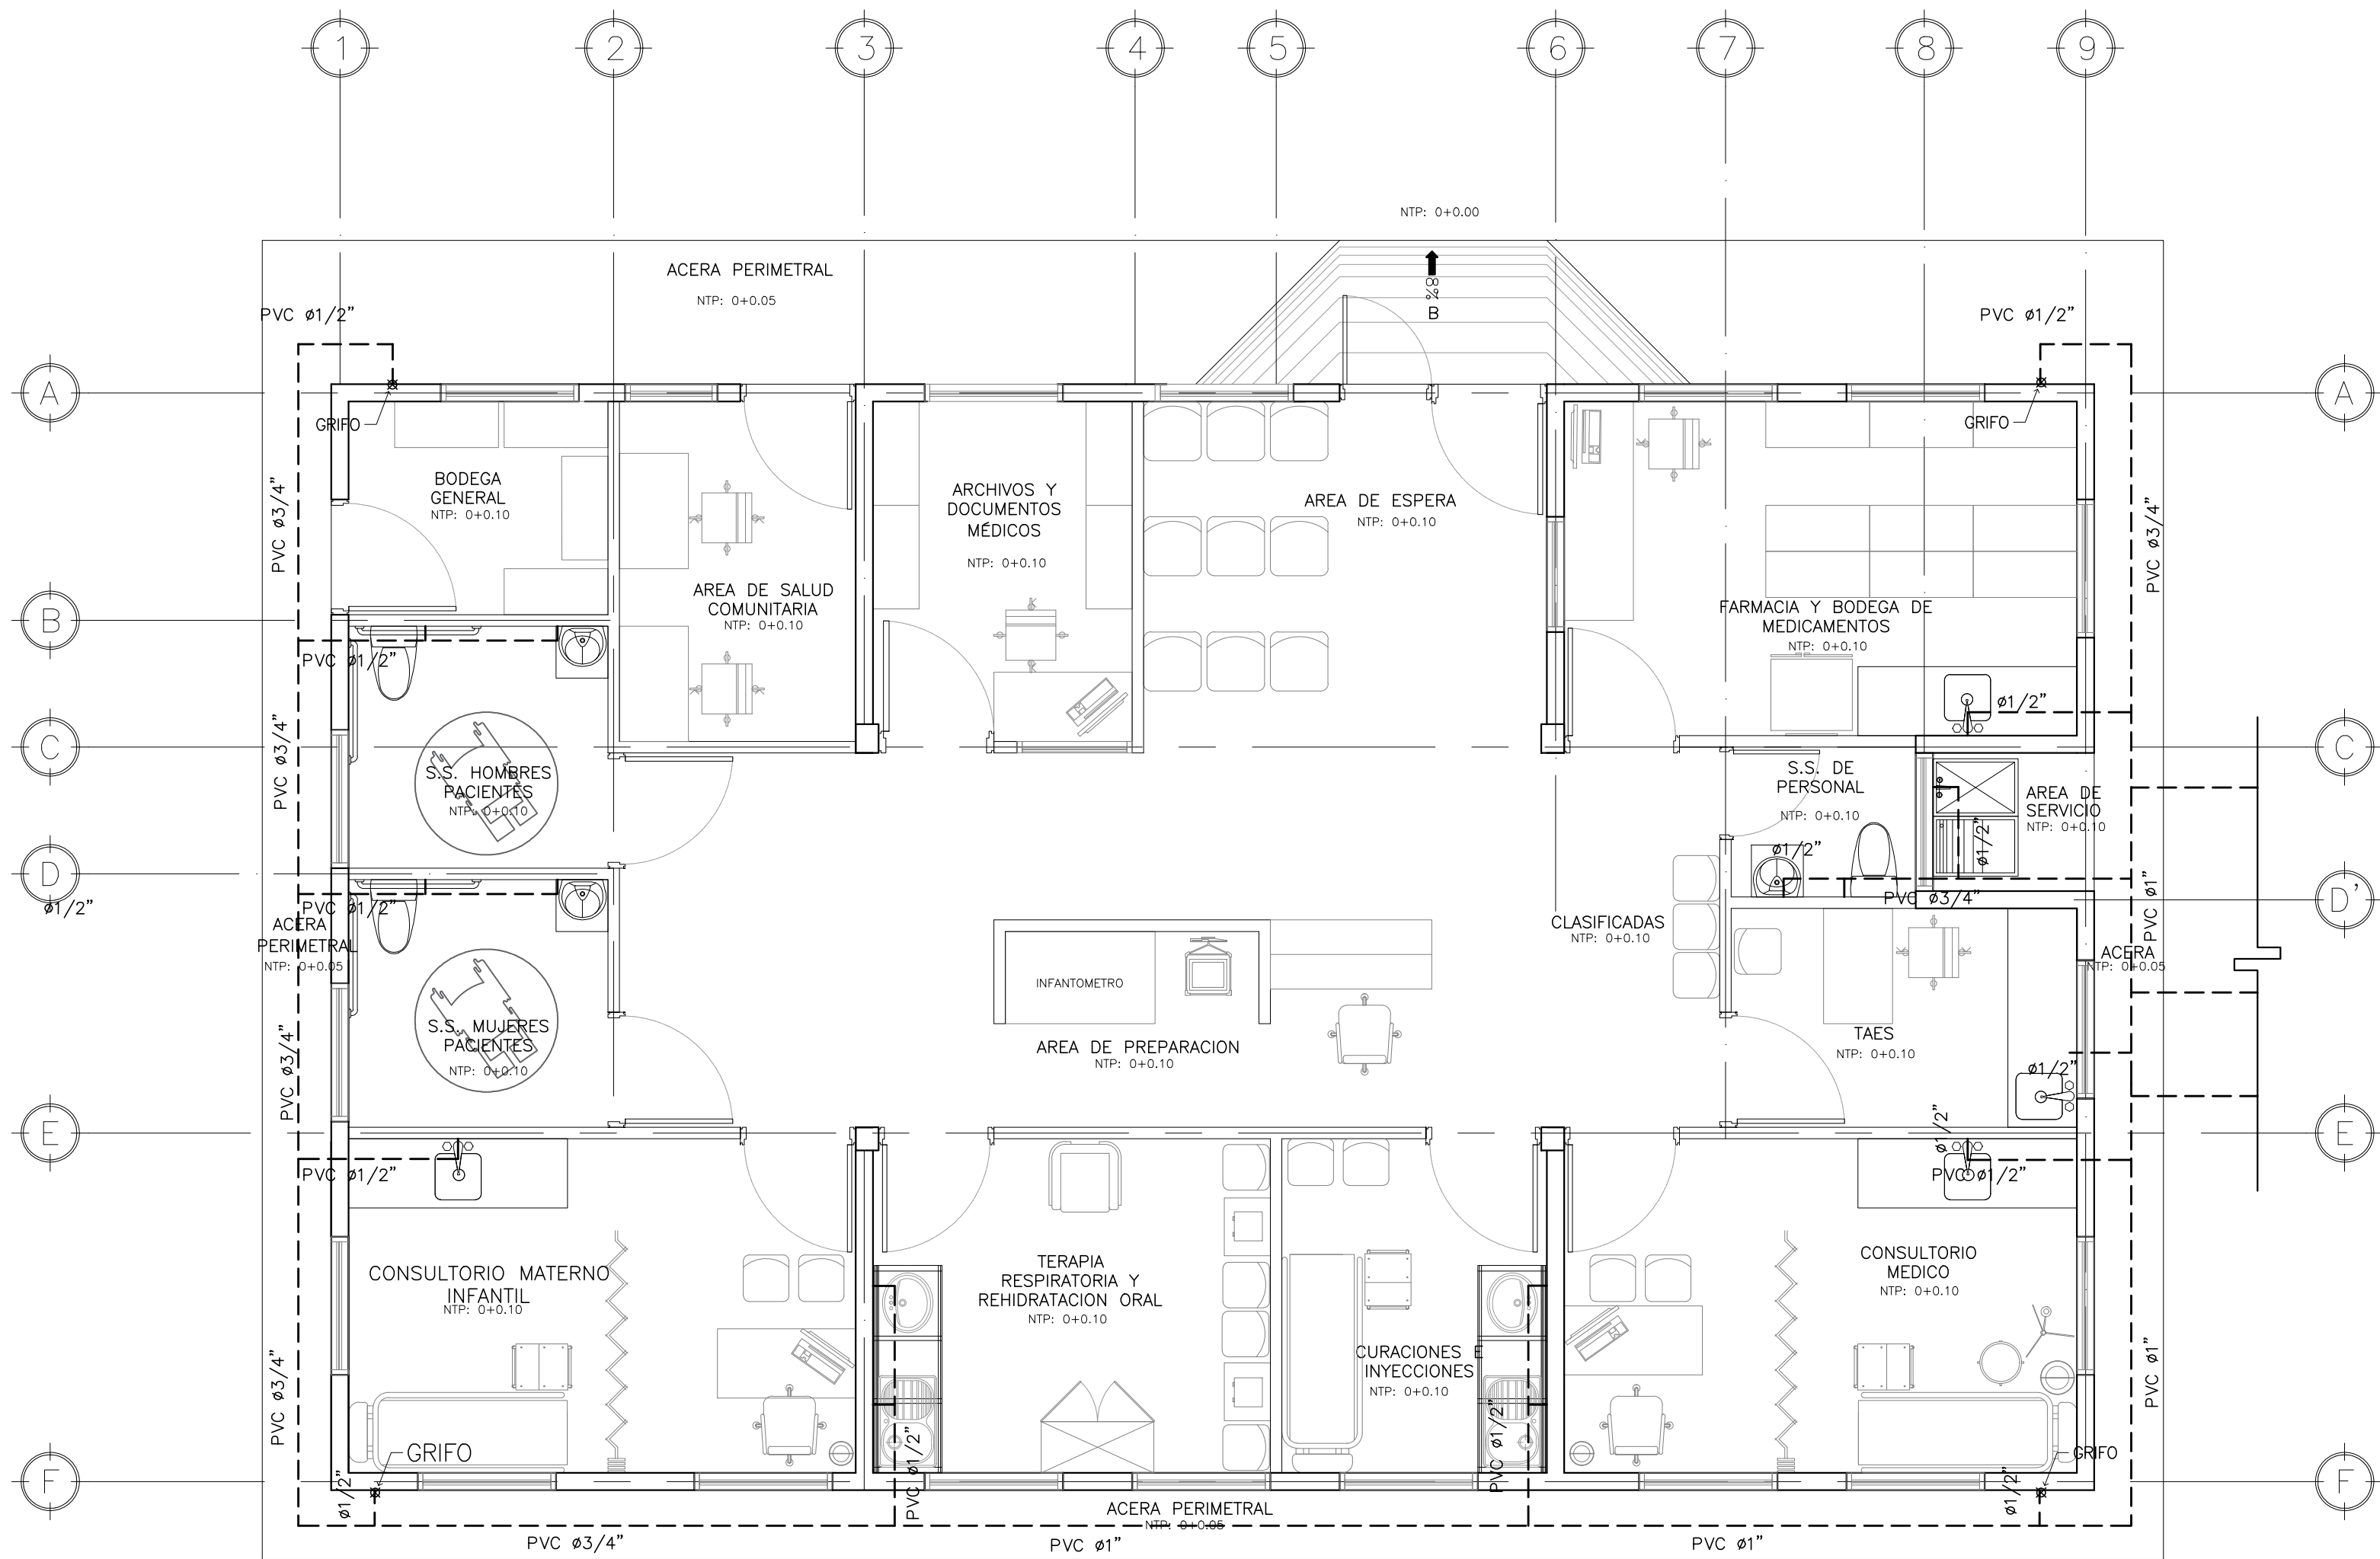 1 2 3 4 5 6 7 8 9
NTP: 0+0.00
ACERA PERIMETRAL
NTP: 0+0.05
8%
B
PVC ø1/2"
PVC ø1/2"
A
A
GRIFO
GRIFO
BODEGA
GENERAL
NTP: 0+0.10
ARCHIVOS Y
DOCUMENTOS
MÉDICOS
NTP: 0+0.10
AREA DE ESPERA
NTP: 0+0.10
PVC ø3/4"
PVC ø3/4"
AREA DE SALUD
COMUNITARIA
NTP: 0+0.10
FARMACIA Y BODEGA DE
MEDICAMENTOS
NTP: 0+0.10
B
PVC ø1/2"
ø1/2"
C
C
PVC ø3/4"
S.S. HOMBRES
PACIENTES
NTP: 0+0.10
S.S. DE
PERSONAL
NTP: 0+0.10
AREA DE
SERVICIO
NTP: 0+0.10
ø1/2"
ø1/2"
D
D'
ø1/2"
PVC ø1/2"
PVC ø3/4"
PVC ø1"
ACERA
PERIMETRAL
NTP: 0+0.05
CLASIFICADAS
NTP: 0+0.10
ACERA
NTP: 0+0.05
INFANTOMETRO
S.S. MUJERES
PACIENTES
NTP: 0+0.10
AREA DE PREPARACION
NTP: 0+0.10
TAES
NTP: 0+0.10
PVC ø3/4"
ø1/2"
ø1/2"
E
E
PVC ø1/2"
PVC ø1/2"
CONSULTORIO MATERNO
INFANTIL
NTP: 0+0.10
TERAPIA
RESPIRATORIA Y
REHIDRATACION ORAL
NTP: 0+0.10
CURACIONES E
INYECCIONES
NTP: 0+0.10
CONSULTORIO
MEDICO
NTP: 0+0.10
PVC ø3/4"
PVC ø1"
GRIFO
GRIFO
F
F
ø1/2"
PVC ø1/2"
PVC ø1/2"
ø1/2"
ACERA PERIMETRAL
NTP: 0+0.05
PVC ø3/4"
PVC ø1"
PVC ø1"